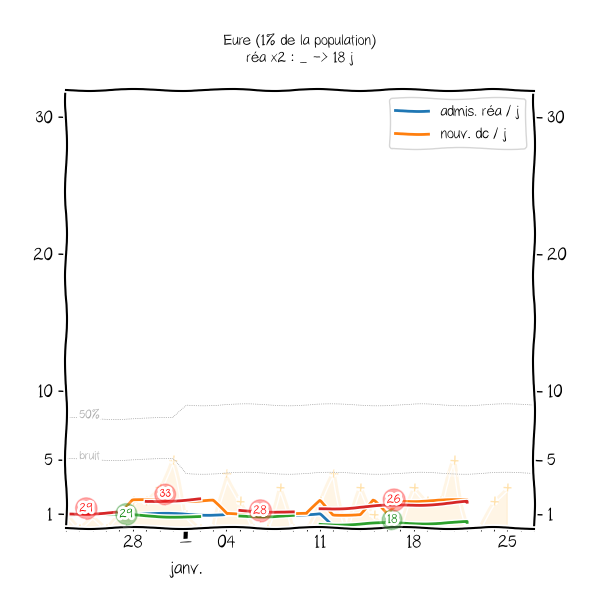 Eure (1% de la population)
réa x2 : _ -> 18 j
admis. réa / j
nouv. dc / j
30 30
20 20
10 10
50%
5 5
bruit
1 1
29 33 28 26
29 18
28 04 11 18 25
janv.